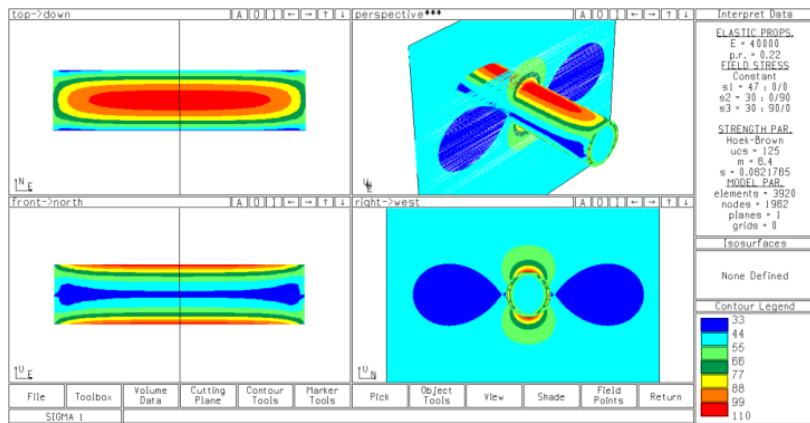 top->down
[A][O][I][←][→][↑][↓]
perspective***
[A][O][I][←][→][↑][↓]
Interpret Data
ELASTIC PROPS.
E = 40000
p.r. = 0.22
FIELD STRESS
Constant
s1 = 47 : 0/0
s2 = 30 : 0/90
s3 = 30 : 90/0
STRENGTH PAR.
Hoek-Brown
ucs = 125
m = 6.4
s = 0.0621765
MODEL PAR.
elements = 3920
nodes = 1962
planes = 1
grids = 0
N
E
front->north
[A][O][I][←][→][↑][↓]
right->west
[A][O][I][←][→][↑][↓]
Isosurfaces
None Defined
Contour Legend
33
44
55
66
77
88
99
110
U
E
U
N
File
Toolbox
Volume
Data
Cutting
Plane
Contour
Tools
Marker
Tools
Pick
Object
Tools
View
Shade
Field
Points
Return
SIGMA 1